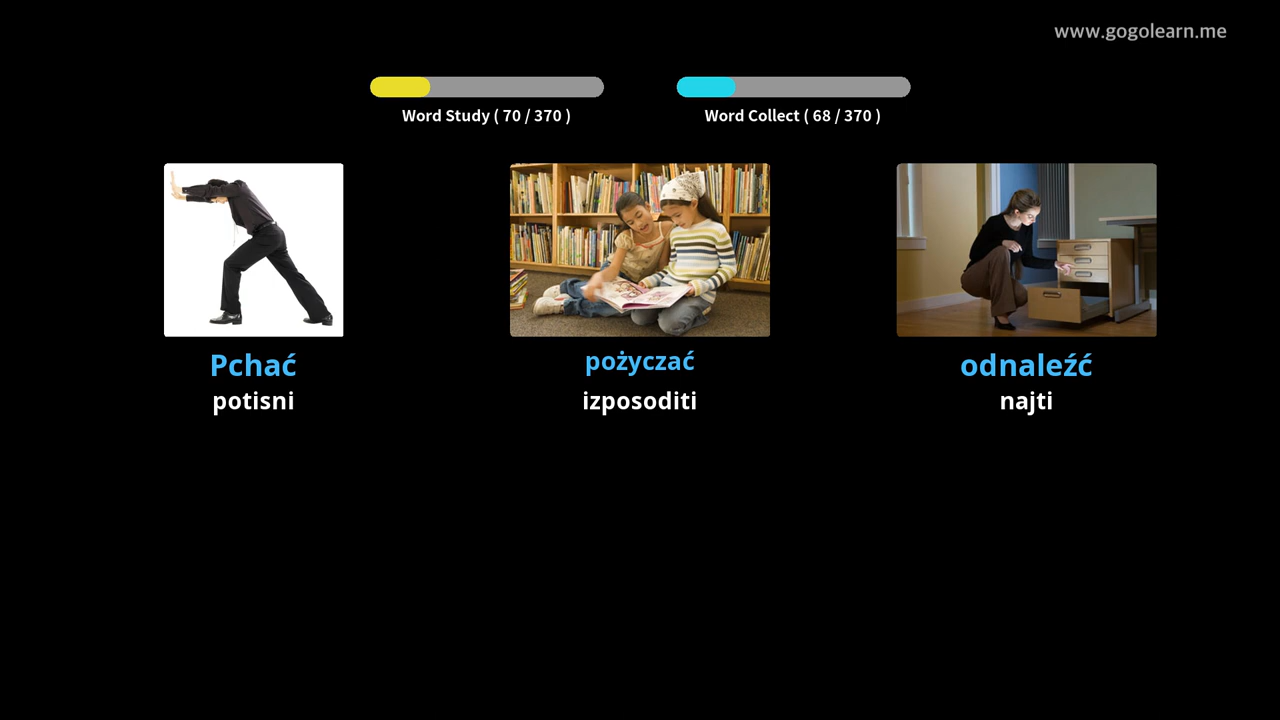 www.gogolearn.me
Word Study ( 70 / 370 )
Word Collect ( 68 / 370 )
Pchać
pożyczać
odnaleźć
potisni
izposoditi
najti